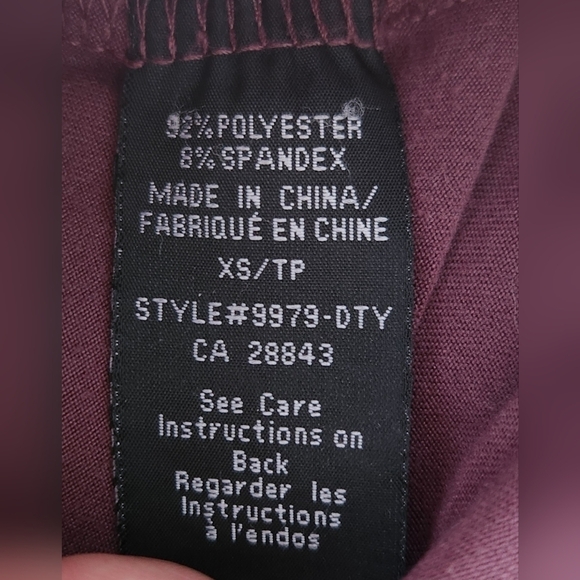 92% POLYESTER
8% SPANDEX
MADE IN CHINA/
FABRIQUÉ EN CHINE
XS/TP
STYLE#9979-DTY
CA 28843
See Care
Instructions on
Back
Regarder les
Instructions
à l'endos